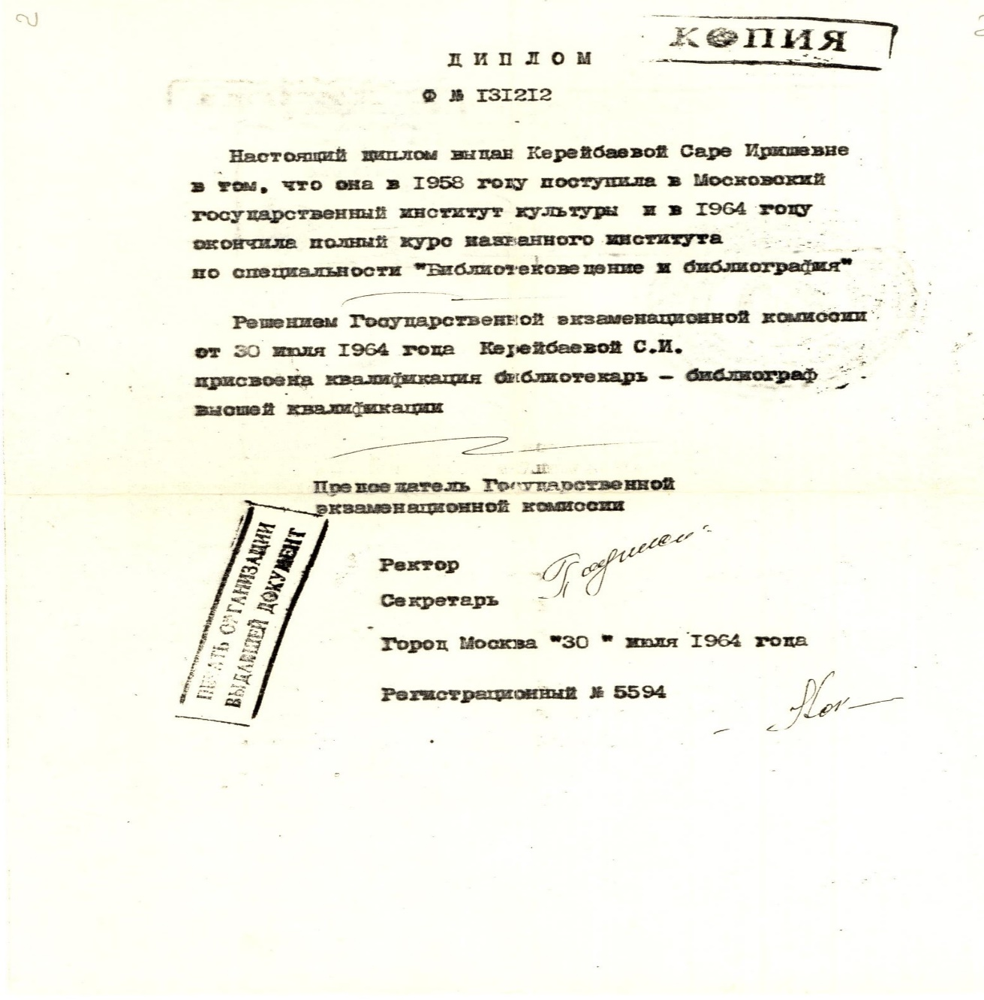 КОПИЯ
ДИПЛОМ
Ф № 131212
Настоящий диплом выдан Керейбаевой Саре Иришевне
в том, что она в 1958 году поступила в Московский
государственный институт культуры и в 1964 году
окончила полный курс названного института
по специальности "Библиотековедение и библиография"
Решением Государственной экзаменационной комиссии
от 30 июля 1964 года Керейбаевой С.И.
присвоена квалификация библиотекарь – библиограф
высшей квалификации
Председатель Государственной
экзаменационной комиссии
ПЕЧАТЬ ОРГАНИЗАЦИИ
ВЫДАВШЕЙ ДОКУМЕНТ
Ректор
Секретарь
Город Москва "30 " июля 1964 года
Регистрационный № 5594